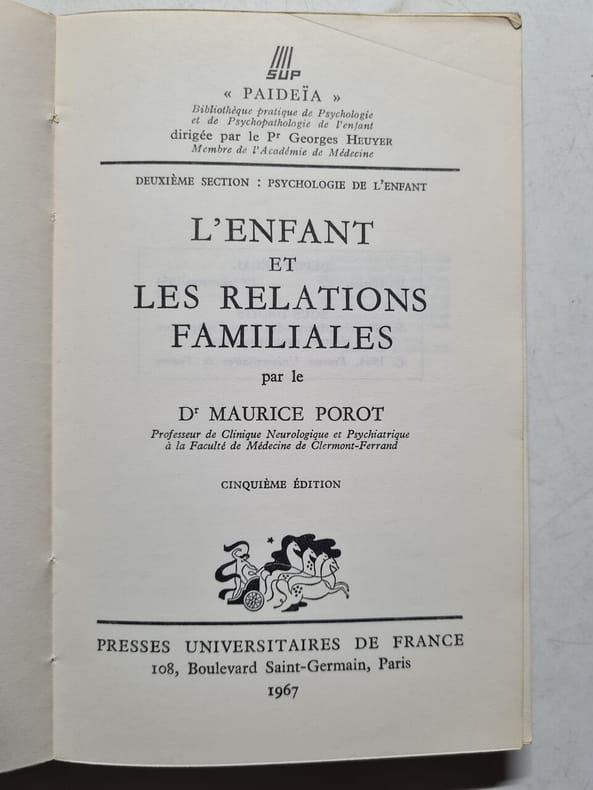 SUP
« PAIDEÏA »
Bibliothèque pratique de Psychologie
et de Psychopathologie de l'enfant
dirigée par le Pr Georges HEUYER
Membre de l'Académie de Médecine
DEUXIÈME SECTION : PSYCHOLOGIE DE L'ENFANT
L'ENFANT
ET
LES RELATIONS
FAMILIALES
par le
Dr MAURICE POROT
Professeur de Clinique Neurologique et Psychiatrique
à la Faculté de Médecine de Clermont-Ferrand
CINQUIÈME ÉDITION
PRESSES UNIVERSITAIRES DE FRANCE
108, Boulevard Saint-Germain, Paris
1967